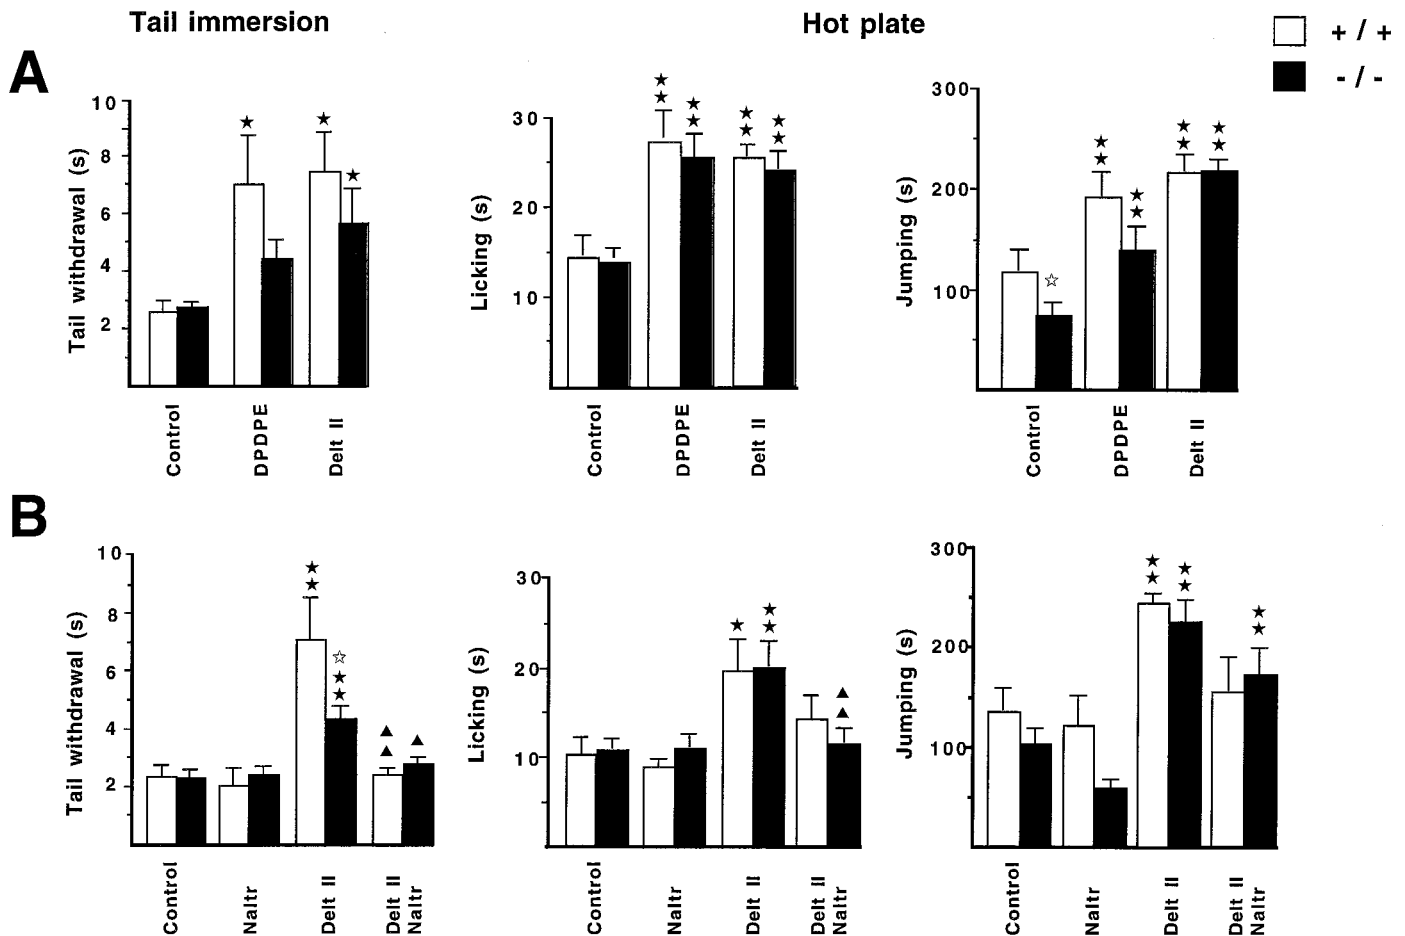 Tail immersion
Hot plate
+ / +
- / -
A
10
8
6
4
2
Tail withdrawal (s)
Control
DPDPE
Delt II
30
20
10
Licking (s)
Control
DPDPE
Delt II
300
200
100
Jumping (s)
Control
DPDPE
Delt II
B
10
8
6
4
2
Tail withdrawal (s)
Control
Naltr
Delt II
Delt II
Naltr
30
20
10
Licking (s)
Control
Naltr
Delt II
Delt II
Naltr
300
200
100
Jumping (s)
Control
Naltr
Delt II
Delt II
Naltr